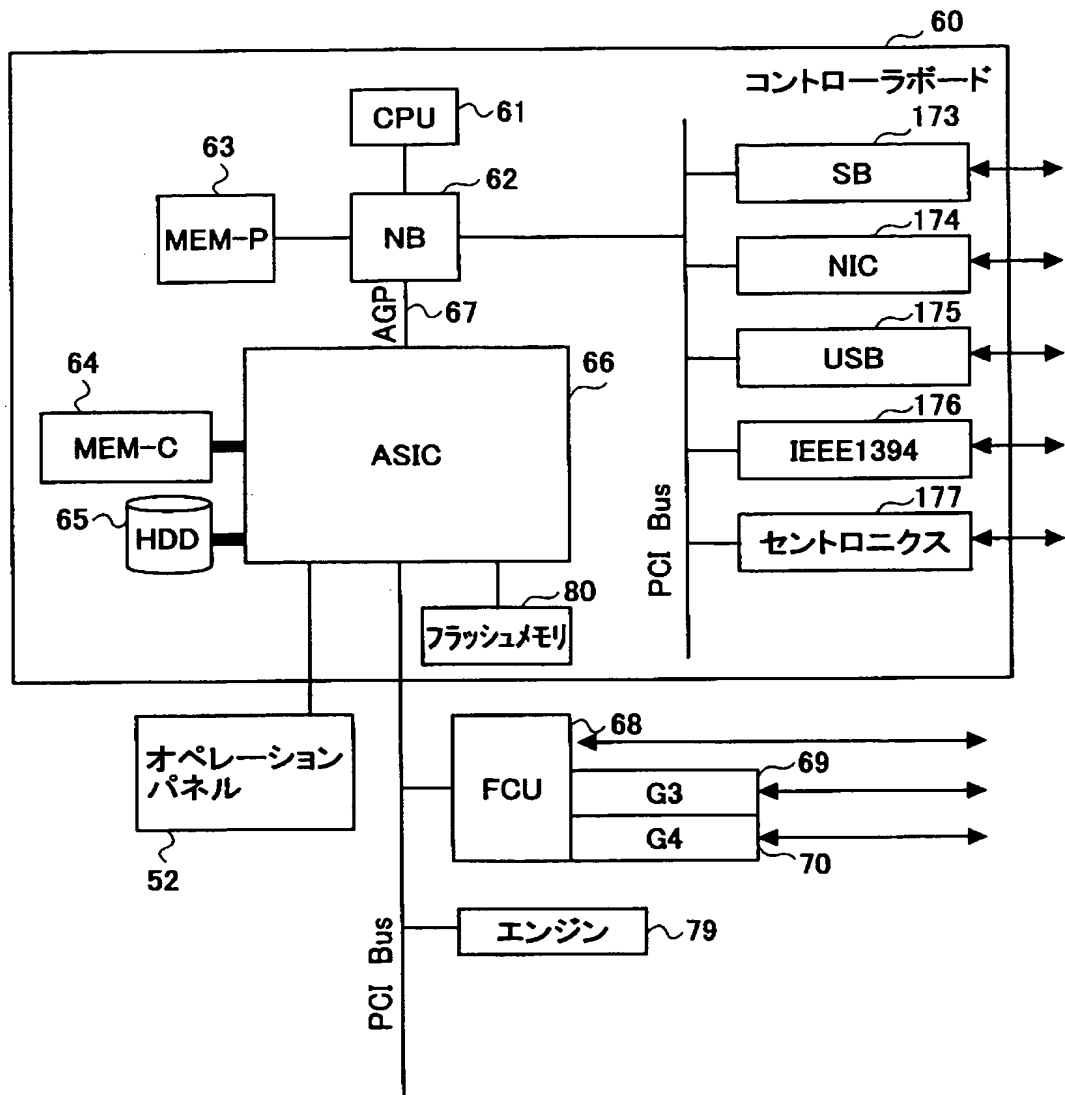 60
コントローラボード
CPU
61
173
SB
63
62
MEM-P
NB
174
NIC
AGP
67
175
USB
64
66
MEM-C
ASIC
176
IEEE1394
65
HDD
177
セントロニクス
PCI Bus
80
フラッシュメモリ
オペレーション
パネル
52
68
FCU
69
G3
G4
70
エンジン
79
PCI Bus